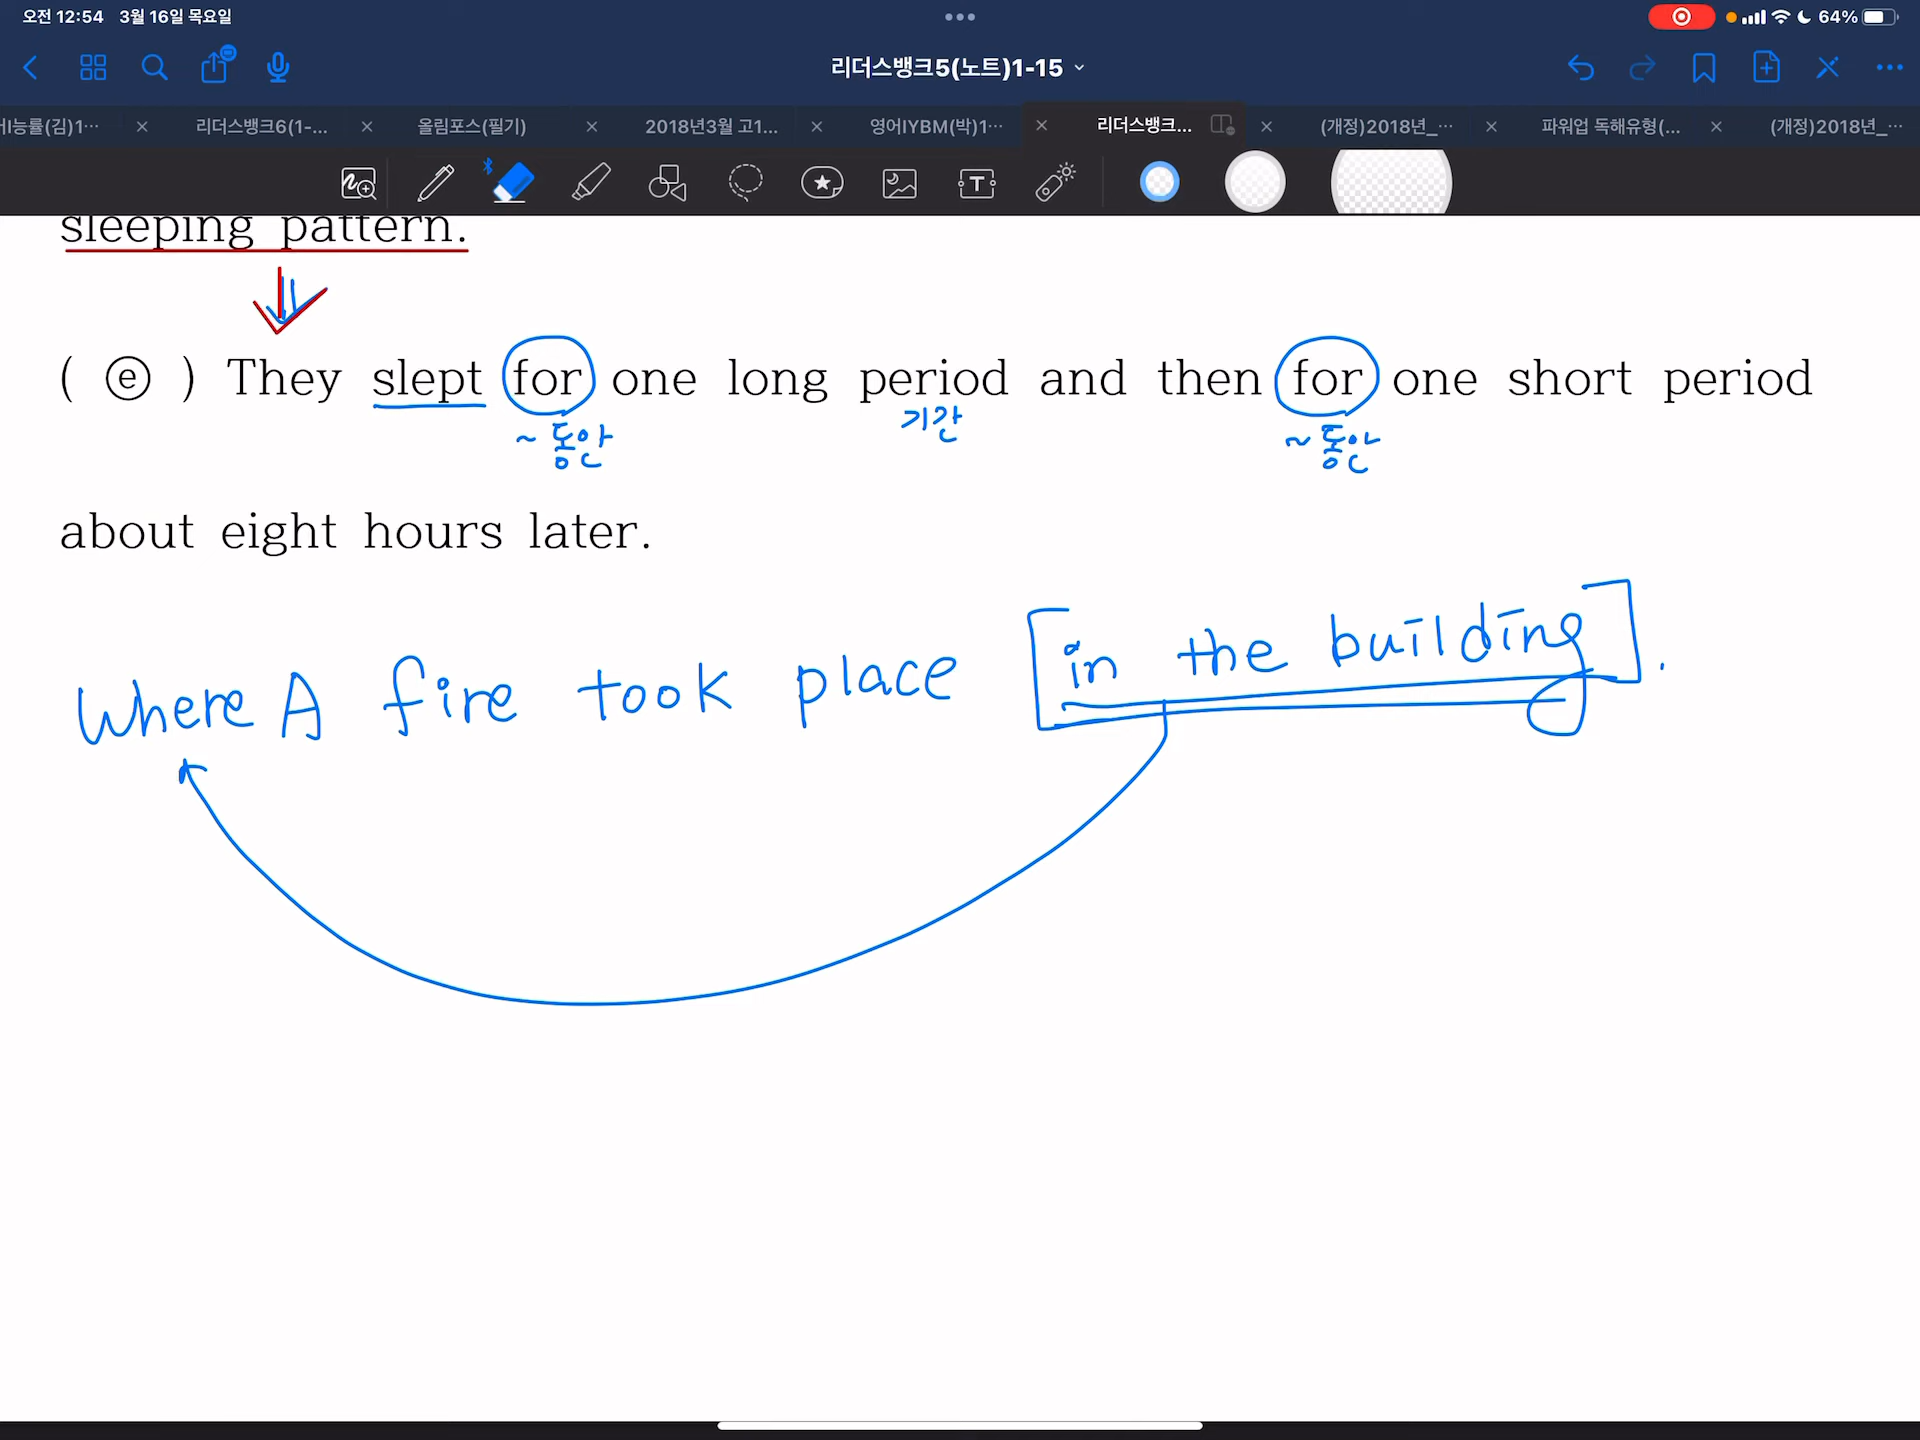 오전 12:54 3월 16일 목요일
64%
리더스뱅크5(노트)1-15
어I능률(김)1…
리더스뱅크6(1-...
올림포스(필기)
2018년3월 고1...
영어IYBM(박)1…
리더스뱅크...
(개정)2018년_…
파워업 독해유형(...
(개정)2018년_…
sleeping pattern.
( ⓔ ) They slept for one long period and then for one short period
~동안 기간 ~동안
about eight hours later.
Where A fire took place [in the building].